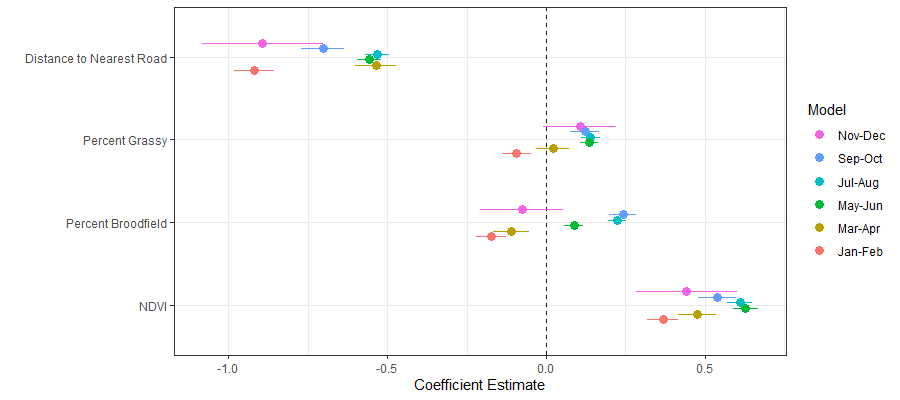 Distance to Nearest Road
Percent Grassy
Percent Broodfield
NDVI
-1.0
-0.5
0.0
0.5
Coefficient Estimate
Model
Nov-Dec
Sep-Oct
Jul-Aug
May-Jun
Mar-Apr
Jan-Feb